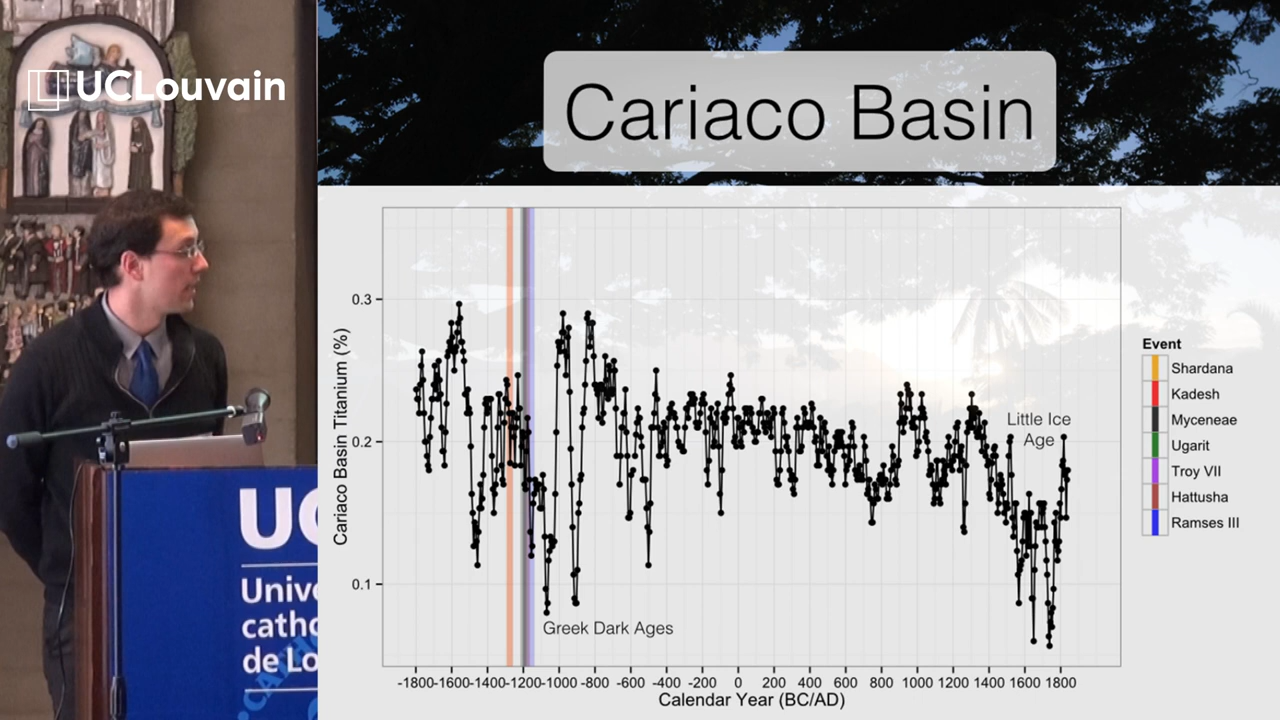 UCLouvain
Cariaco Basin
Cariaco Basin Titanium (%)
0.3
0.2
0.1
Little Ice
Age
Greek Dark Ages
-1800 -1600 -1400 -1200 -1000 -800 -600 -400 -200 0 200 400 600 800 1000 1200 1400 1600 1800
Calendar Year (BC/AD)
Event
Shardana
Kadesh
Myceneae
Ugarit
Troy VII
Hattusha
Ramses III
UC
Unive
catho
de Lo